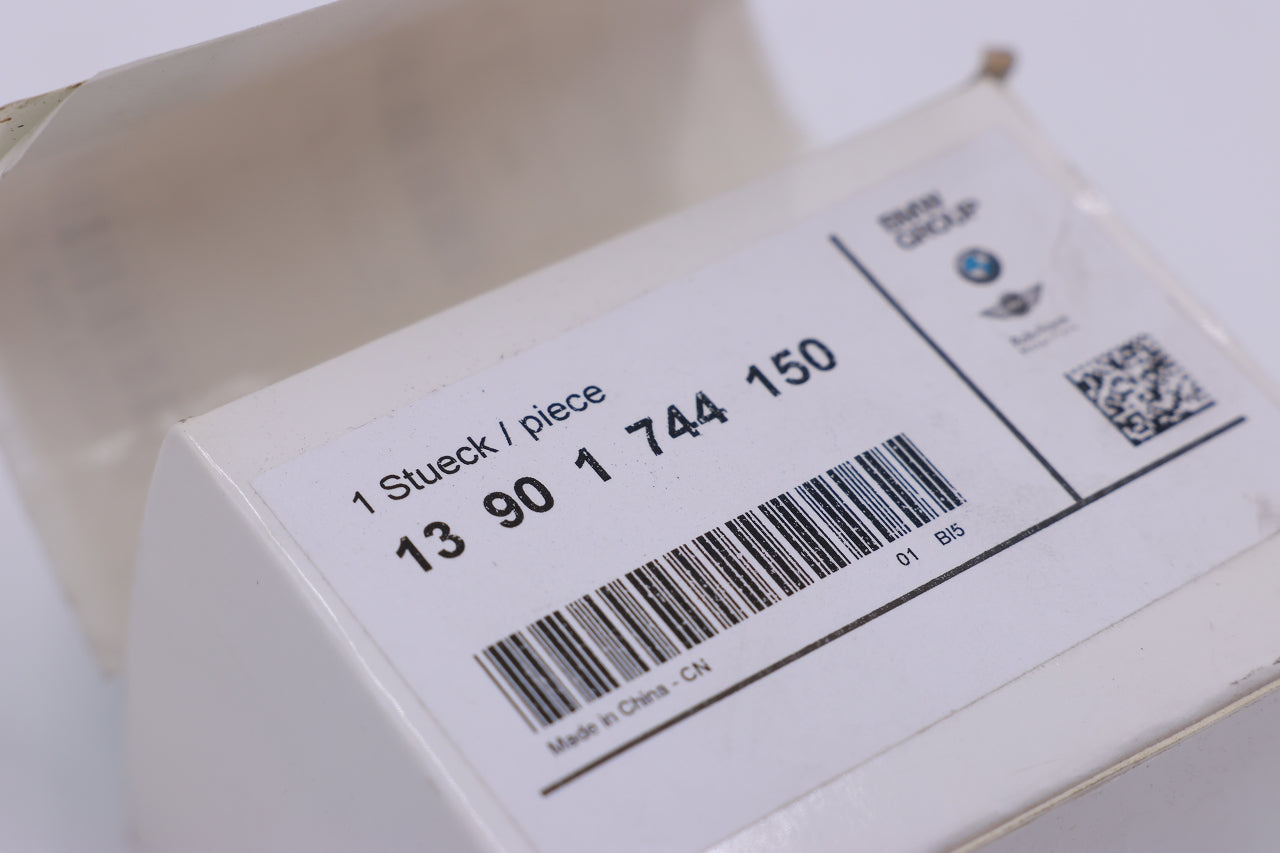 BMW
GROUP
1 Stueck / piece
13 90 1 744 150
01 BI5
Made in China - CN